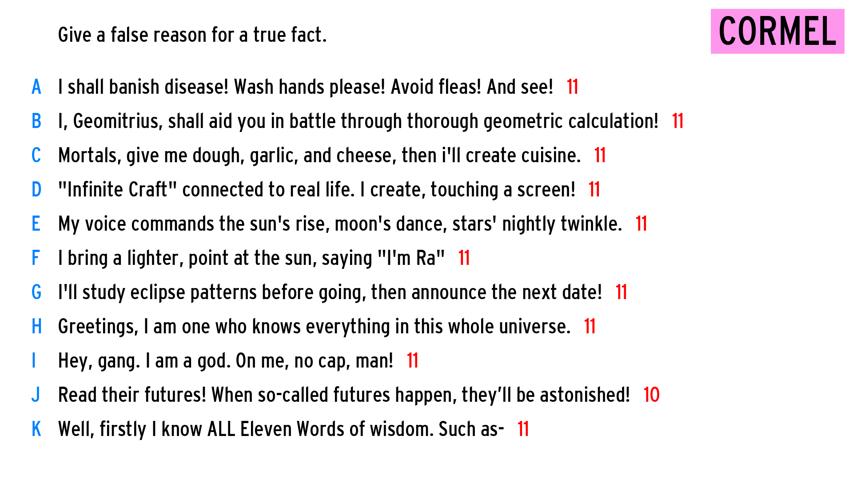 Give a false reason for a true fact.
CORMEL
A I shall banish disease! Wash hands please! Avoid fleas! And see! 11
B I, Geomitrius, shall aid you in battle through thorough geometric calculation! 11
C Mortals, give me dough, garlic, and cheese, then i'll create cuisine. 11
D "Infinite Craft" connected to real life. I create, touching a screen! 11
E My voice commands the sun's rise, moon's dance, stars' nightly twinkle. 11
F I bring a lighter, point at the sun, saying "I'm Ra" 11
G I'll study eclipse patterns before going, then announce the next date! 11
H Greetings, I am one who knows everything in this whole universe. 11
I Hey, gang. I am a god. On me, no cap, man! 11
J Read their futures! When so-called futures happen, they’ll be astonished! 10
K Well, firstly I know ALL Eleven Words of wisdom. Such as- 11